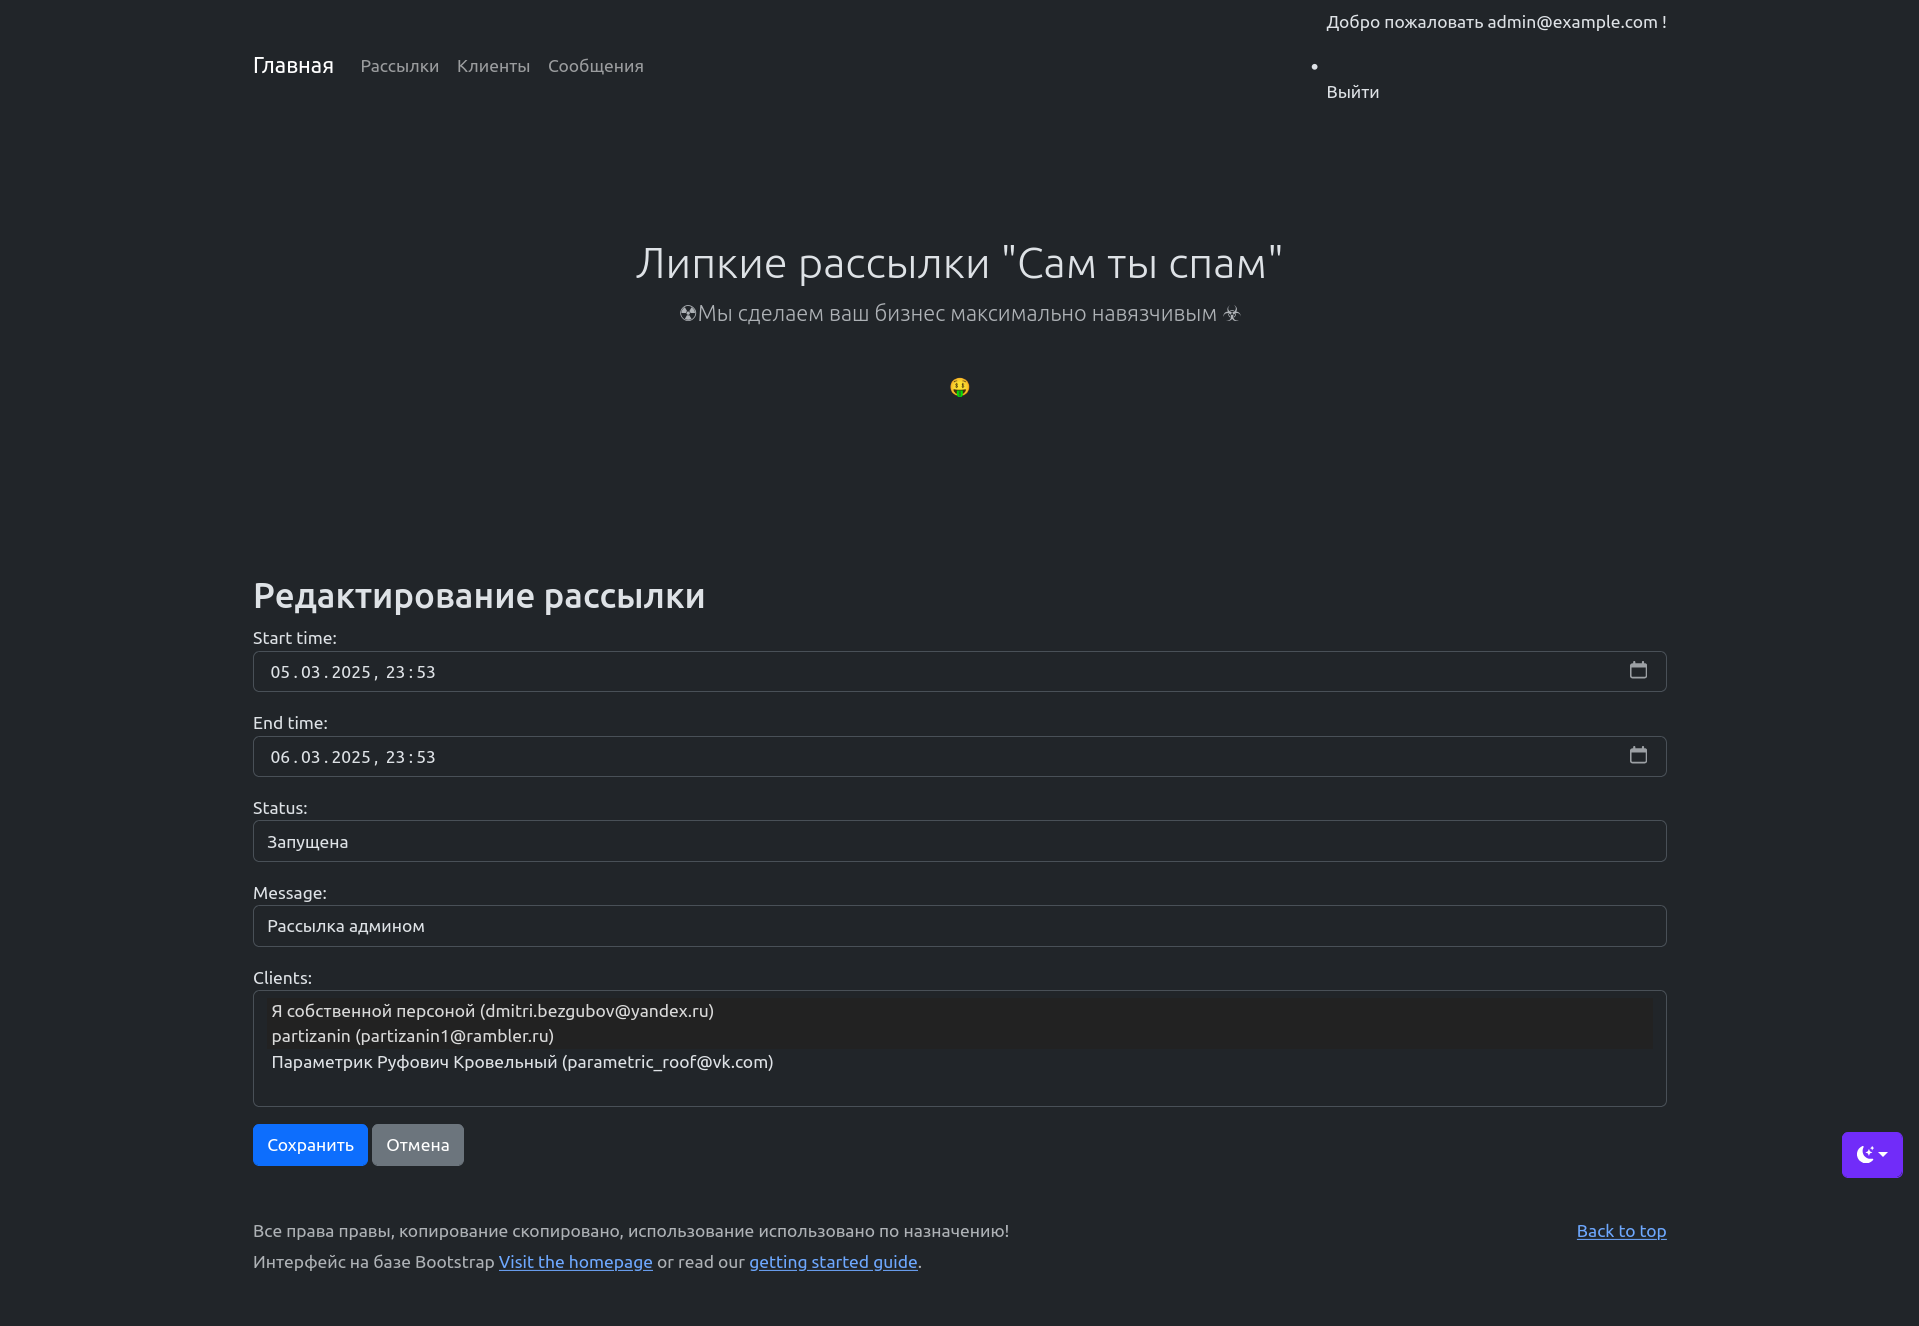 Добро пожаловать admin@example.com !
Главная Рассылки Клиенты Сообщения
Выйти
Липкие рассылки "Сам ты спам"
☢Мы сделаем ваш бизнес максимально навязчивым ☣
🤑
Редактирование рассылки
Start time:
05.03.2025, 23:53
End time:
06.03.2025, 23:53
Status:
Запущена
Message:
Рассылка админом
Clients:
Я собственной персоной (dmitri.bezgubov@yandex.ru)
partizanin (partizanin1@rambler.ru)
Параметрик Руфович Кровельный (parametric_roof@vk.com)
Сохранить Отмена
Все права правы, копирование скопировано, использование использовано по назначению! Back to top
Интерфейс на базе Bootstrap Visit the homepage or read our getting started guide.